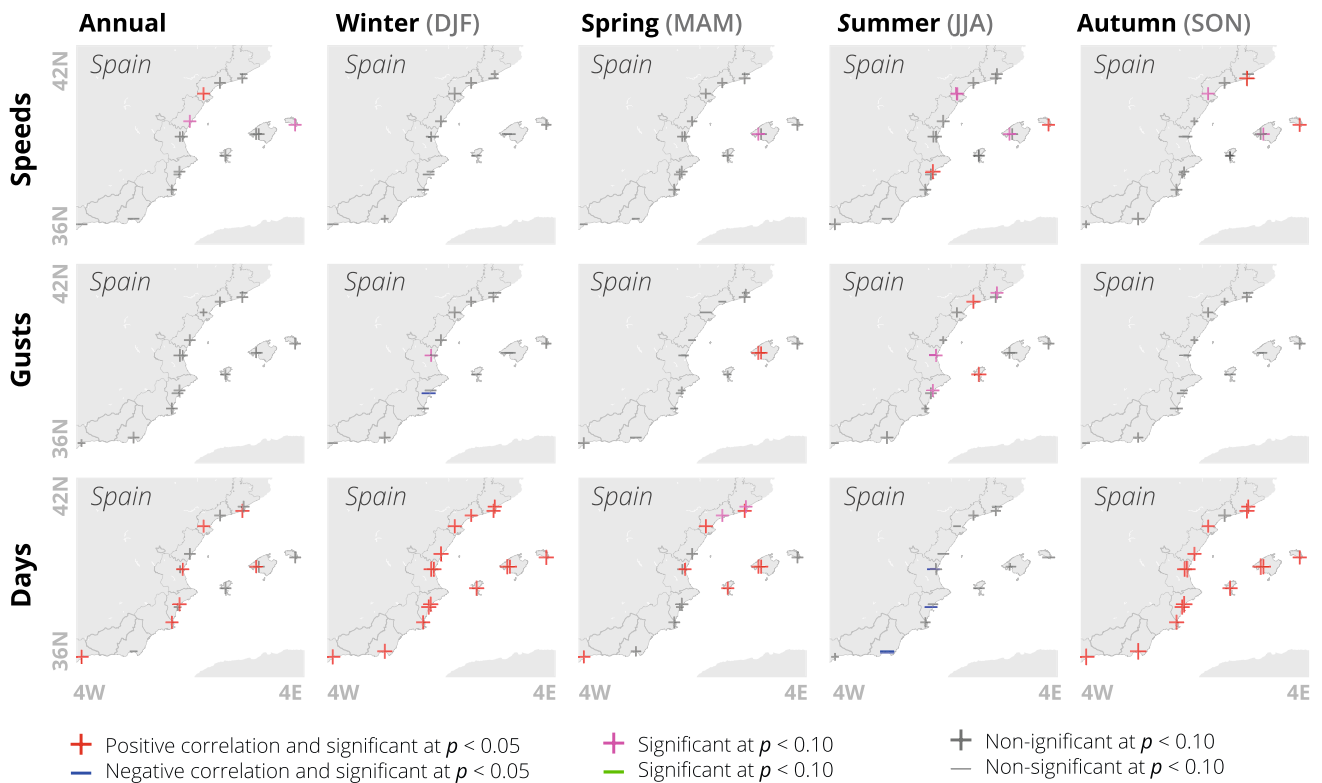 Annual Winter (DJF) Spring (MAM) Summer (JJA) Autumn (SON)
Speeds
42N
36N
Spain Spain Spain Spain Spain
Gusts
42N
36N
Spain Spain Spain Spain Spain
Days
42N
36N
Spain Spain Spain Spain Spain
4W 4E 4W 4E 4W 4E 4W 4E 4W 4E
Positive correlation and significant at p < 0.05 Significant at p < 0.10 Non-ignificant at p < 0.10
Negative correlation and significant at p < 0.05 Significant at p < 0.10 Non-significant at p < 0.10